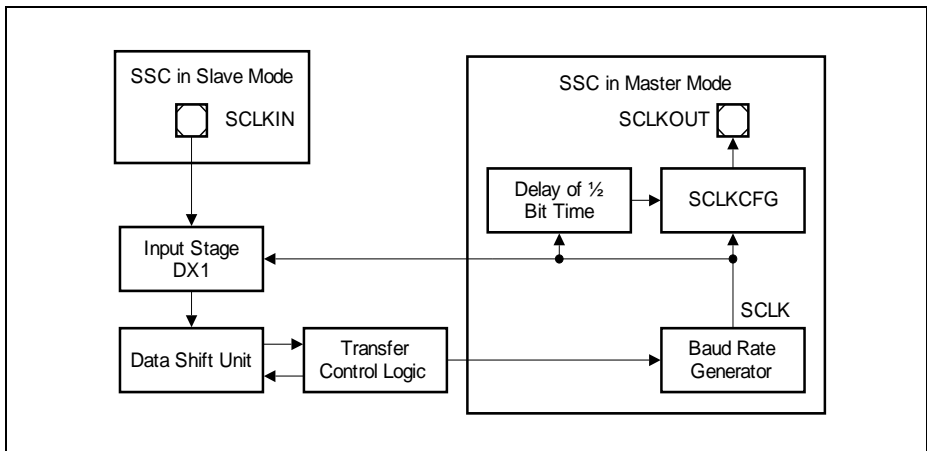 SSC in Slave Mode
SCLKIN
SSC in Master Mode
SCLKOUT
Delay of ½
Bit Time
SCLKCFG
Input Stage
DX1
SCLK
Data Shift Unit
Transfer
Control Logic
Baud Rate
Generator